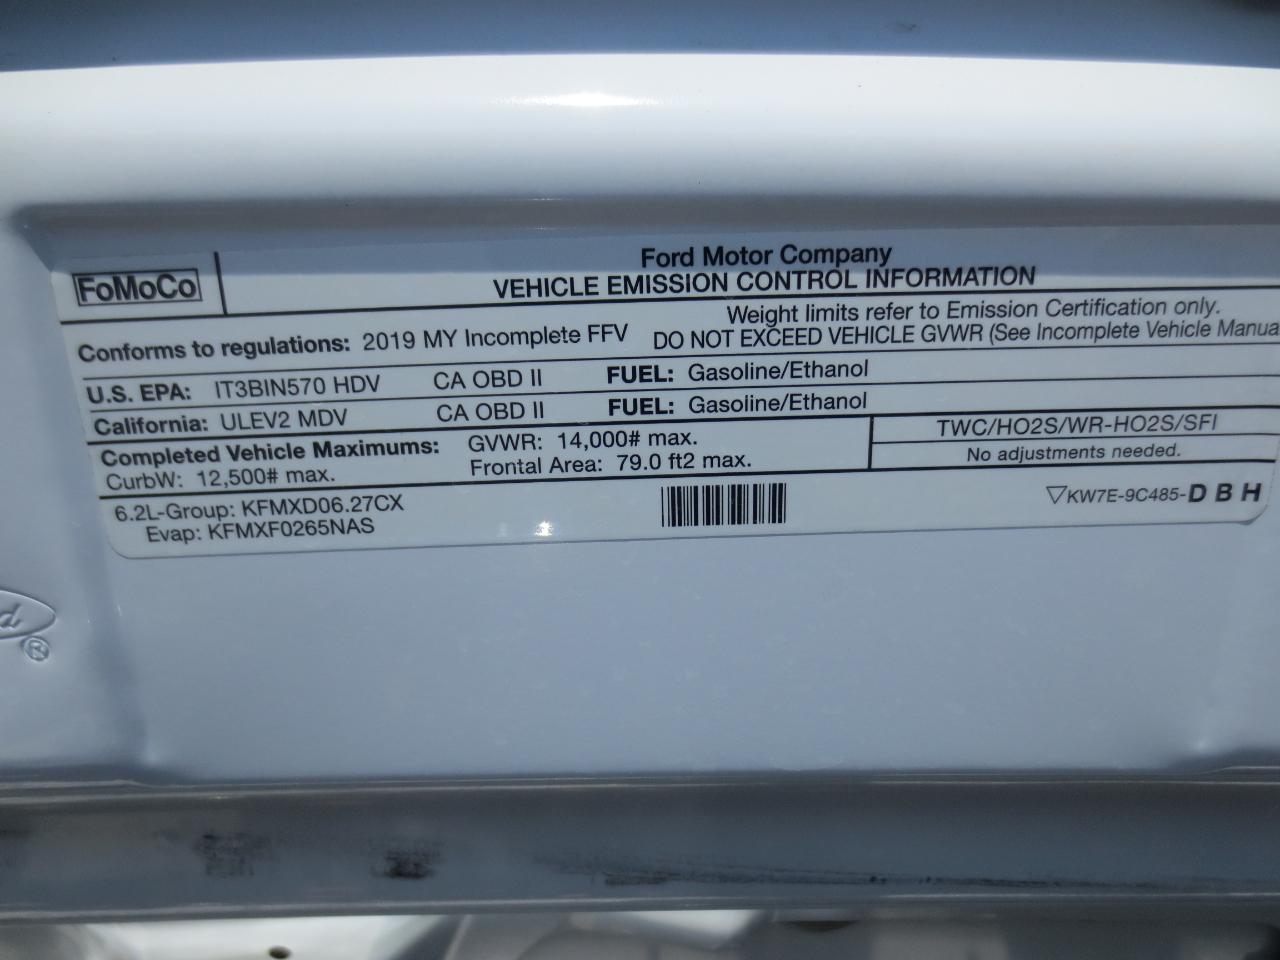 FoMoCo
Ford Motor Company
VEHICLE EMISSION CONTROL INFORMATION
Conforms to regulations: 2019 MY Incomplete FFV
Weight limits refer to Emission Certification only.
DO NOT EXCEED VEHICLE GVWR (See Incomplete Vehicle Manua
U.S. EPA: IT3BIN570 HDV CA OBD II FUEL: Gasoline/Ethanol
California: ULEV2 MDV CA OBD II FUEL: Gasoline/Ethanol
Completed Vehicle Maximums: GVWR: 14,000# max.
CurbW: 12,500# max. Frontal Area: 79.0 ft2 max.
TWC/HO2S/WR-HO2S/SFI
No adjustments needed.
6.2L-Group: KFMXD06.27CX
Evap: KFMXF0265NAS
▽KW7E-9C485-D B H
d
®